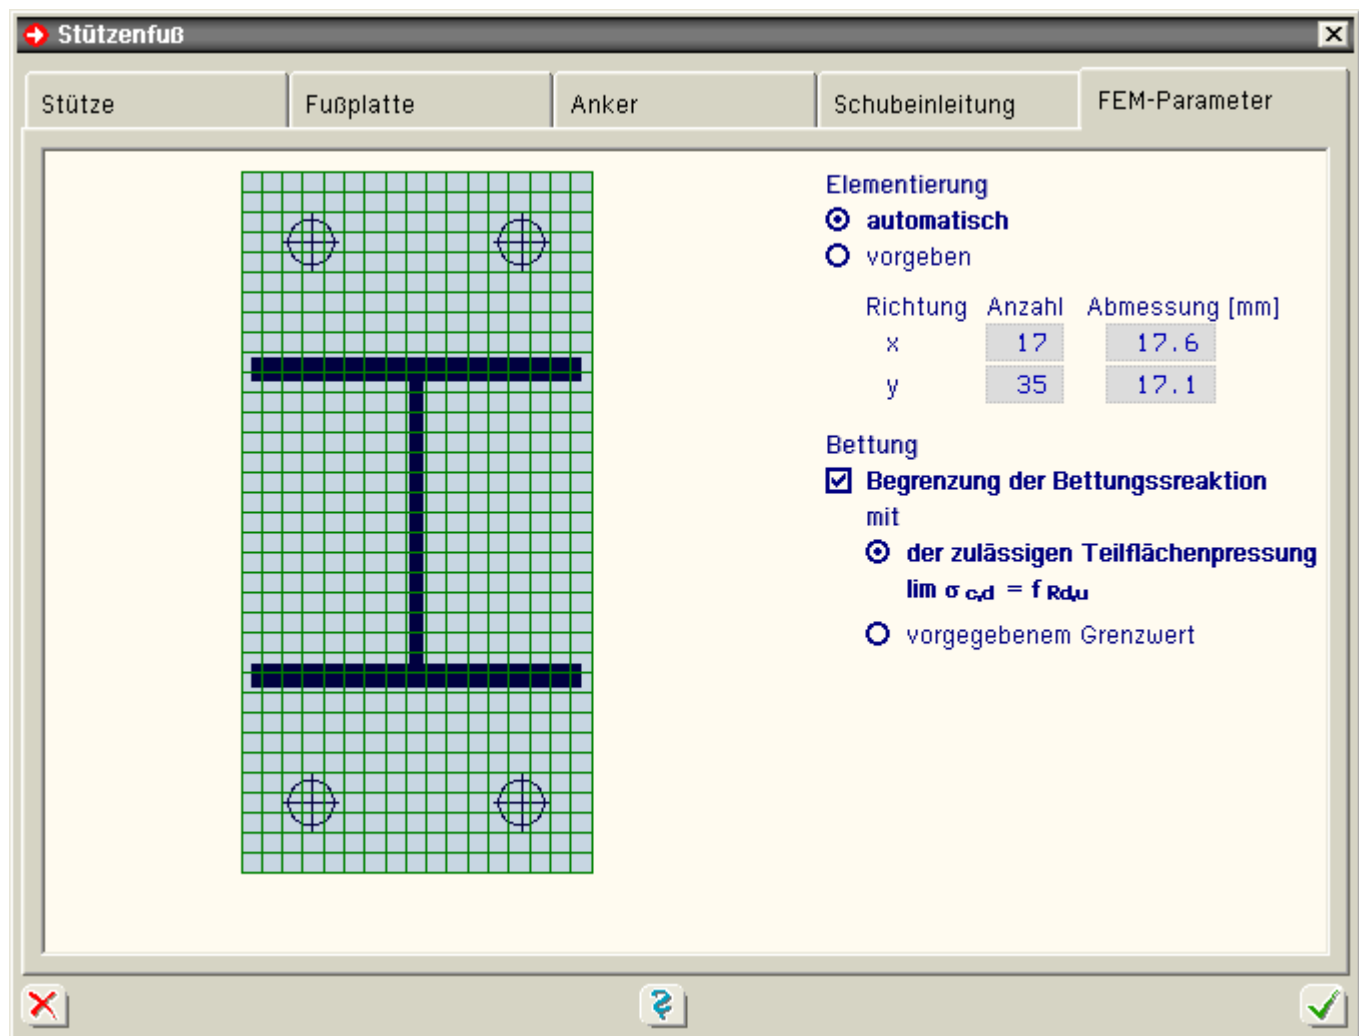 Stützenfuß
Stütze Fußplatte Anker Schubeinleitung FEM-Parameter
Elementierung
automatisch
vorgeben
Richtung Anzahl Abmessung [mm]
x 17 17.6
y 35 17.1
Bettung
Begrenzung der Bettungssreaktion
mit
der zulässigen Teilflächenpressung
lim σ c,d = f Rd,u
vorgegebenem Grenzwert